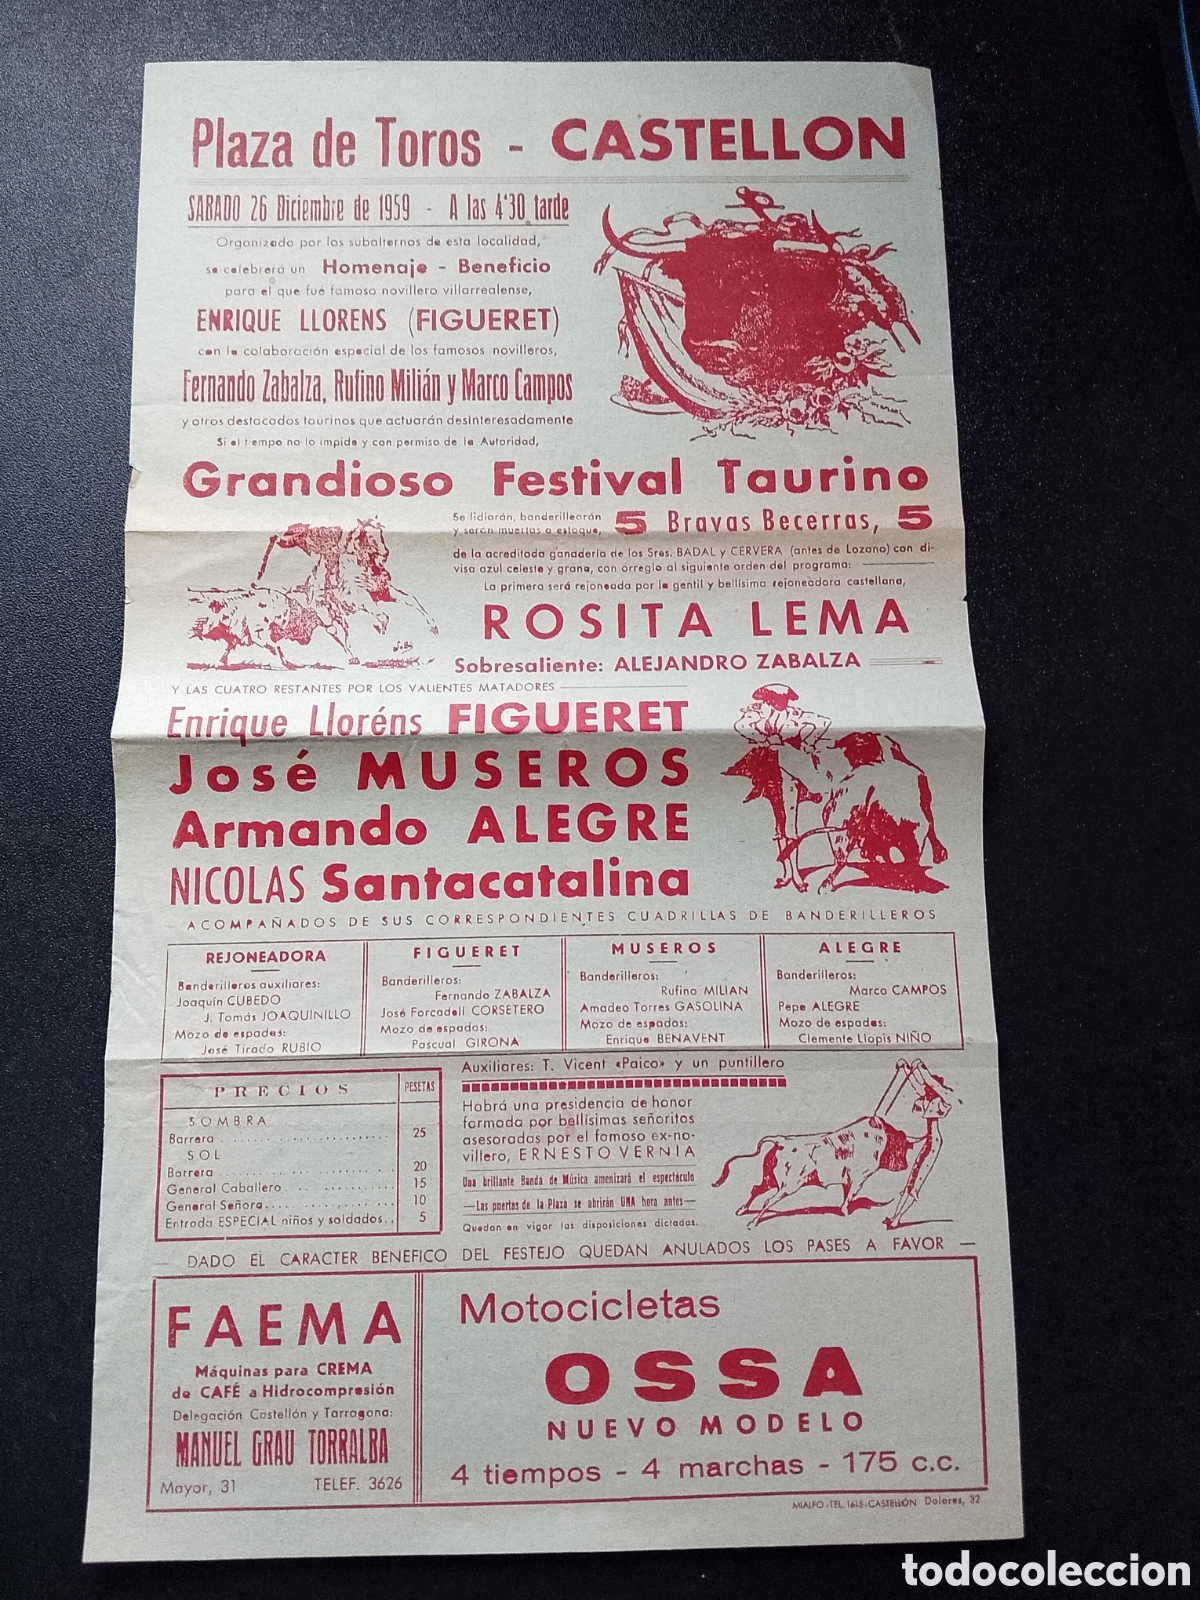 Plaza de Toros - CASTELLON
SABADO 26 Diciembre de 1959 - A las 4'30 tarde
Organizado por los subalternos de esta localidad,
se celebrará un Homenaje - Beneficio
para el que fué famoso novillero villarrealense,
ENRIQUE LLORENS (FIGUERET)
con la colaboración especial de los famosos novilleros,
Fernando Zabalza, Rufino Milián y Marco Campos
y otros destacados taurinos que actuarán desinteresadamente
Si el tiempo no lo impide y con permiso de la Autoridad,
Grandioso Festival Taurino
Se lidiarán, banderillearán
y serán muertas a estoque, 5 Bravas Becerras, 5
de la acreditada ganadería de los Sres. BADAL y CERVERA (antes de Lozano) con di-
visa azul celeste y grana, con arreglo al siguiente orden del programa:
La primera será rejoneada por la gentil y bellísima rejoneadora castellana,
ROSITA LEMA
Sobresaliente: ALEJANDRO ZABALZA
Y LAS CUATRO RESTANTES POR LOS VALIENTES MATADORES
Enrique Lloréns FIGUERET
José MUSEROS
Armando ALEGRE
NICOLAS Santacatalina
ACOMPAÑADOS DE SUS CORRESPONDIENTES CUADRILLAS DE BANDERILLEROS
REJONEADORA
Banderilleros auxiliares:
Joaquín CUBEDO
J. Tomás JOAQUINILLO
Mozo de espadas:
José Tirado RUBIO
FIGUERET
Banderilleros:
Fernando ZABALZA
José Forcadell CORSETERO
Mozo de espadas:
Pascual GIRONA
MUSEROS
Banderilleros:
Rufino MILIAN
Amadeo Torres GASOLINA
Mozo de espadas:
Enrique BENAVENT
ALEGRE
Banderilleros:
Marco CAMPOS
Pepe ALEGRE
Mozo de espadas:
Clemente Llopis NIÑO
PRECIOS PESETAS
SOMBRA
Barrera 25
SOL
Barrera 20
General Caballero 15
General Señora 10
Entrada ESPECIAL niños y soldados.. 5
Auxiliares: T. Vicent «Paico» y un puntillero
Habrá una presidencia de honor
formada por bellísimas señoritas
asesoradas por el famoso ex-no-
villero, ERNESTO VERNIA
Una brillante Banda de Música amenizará el espectáculo
—Las puertas de la Plaza se abrirán UNA hora antes—
Quedan en vigor las disposiciones dictadas.
— DADO EL CARACTER BENEFICO DEL FESTEJO QUEDAN ANULADOS LOS PASES A FAVOR —
FAEMA
Máquinas para CREMA
de CAFÉ a Hidrocompresión
Delegación Castellón y Tarragona:
MANUEL GRAU TORRALBA
Mayor, 31 TELEF. 3626
Motocicletas
OSSA
NUEVO MODELO
4 tiempos - 4 marchas - 175 c.c.
MIALFO - TEL. 1615 - CASTELLÓN Dolores, 32
todocoleccion